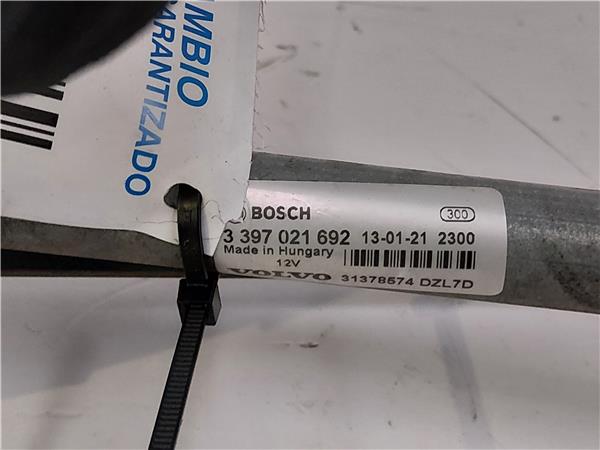 MBIO
ARANTIZADO
BOSCH
300
3 397 021 692 13-01-21 2300
Made in Hungary
12V
VOLVO 31378574 DZL7D